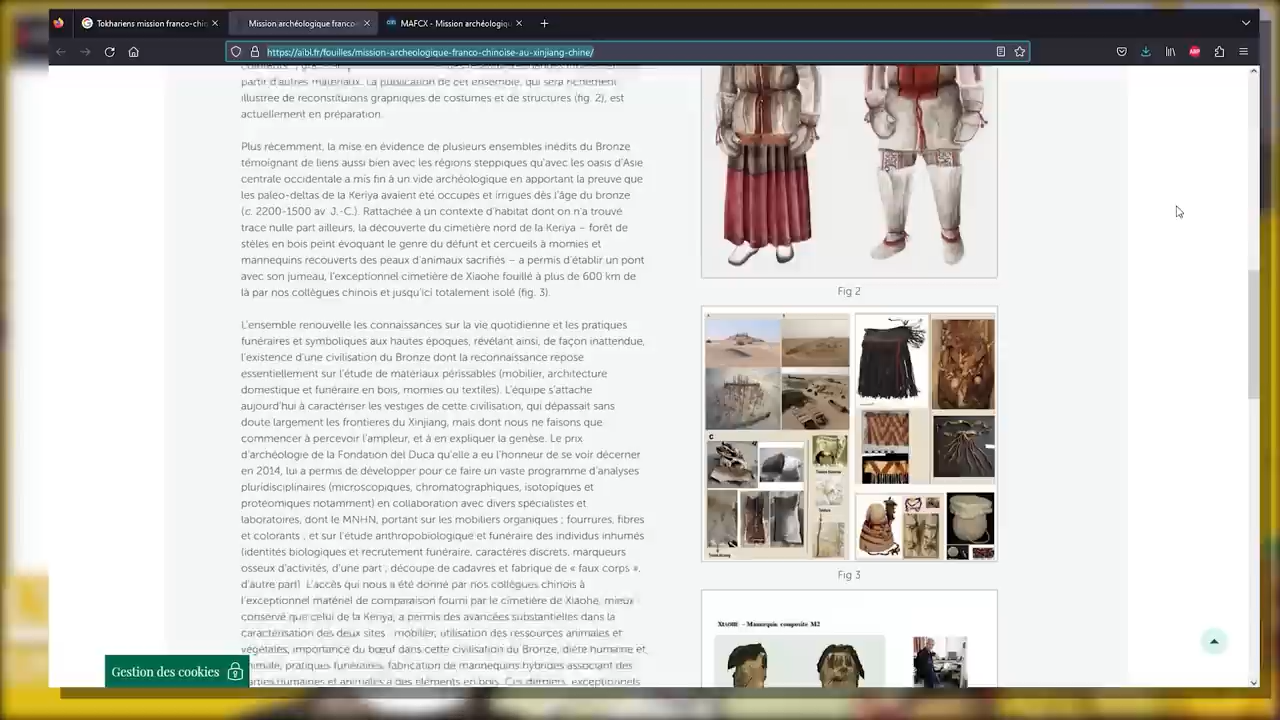 Tokhariens mission franco-chin
Mission archéologique franco-
MAFCX - Mission archéologiqu
https://aibl.fr/fouilles/mission-archeologique-franco-chinoise-au-xinjiang-chine/
partir d'autres matériaux. La publication de cet ensemble, qui sera richement
illustrée de reconstituions graphiques de costumes et de structures (fig. 2), est
actuellement en préparation.
Plus récemment, la mise en évidence de plusieurs ensembles inédits du Bronze
témoignant de liens aussi bien avec les régions steppiques qu'avec les oasis d'Asie
centrale occidentale a mis fin à un vide archéologique en apportant la preuve que
les paléo-deltas de la Keriya avaient été occupés et irrigués dès l'âge du bronze
(c. 2200-1500 av. J.-C.). Rattachée à un contexte d'habitat dont on n'a trouvé
trace nulle part ailleurs, la découverte du cimetière nord de la Keriya – forêt de
stèles en bois peint évoquant le genre du défunt et cercueils à momies et
mannequins recouverts des peaux d'animaux sacrifiés – a permis d'établir un pont
avec son jumeau, l'exceptionnel cimetière de Xiaohe fouillé à plus de 600 km de
là par nos collègues chinois et jusqu'ici totalement isolé (fig. 3).
L'ensemble renouvelle les connaissances sur la vie quotidienne et les pratiques
funéraires et symboliques aux hautes époques, révélant ainsi, de façon inattendue,
l'existence d'une civilisation du Bronze dont la reconnaissance repose
essentiellement sur l'étude de matériaux périssables (mobilier, architecture
domestique et funéraire en bois, momies ou textiles). L'équipe s'attache
aujourd'hui à caractériser les vestiges de cette civilisation, qui dépassait sans
doute largement les frontières du Xinjiang, mais dont nous ne faisons que
commencer à percevoir l'ampleur, et à en expliquer la genèse. Le prix
d'archéologie de la Fondation del Duca qu'elle a eu l'honneur de se voir décerner
en 2014, lui a permis de développer pour ce faire un vaste programme d'analyses
pluridisciplinaires (microscopiques, chromatographiques, isotopiques et
protéomiques notamment) en collaboration avec divers spécialistes et
laboratoires, dont le MNHN, portant sur les mobiliers organiques ; fourrures, fibres
et colorants , et sur l'étude anthropobiologique et funéraire des individus inhumés
(identités biologiques et recrutement funéraire, caractères discrets, marqueurs
osseux d'activités, d'une part ; découpe de cadavres et fabrique de « faux corps »,
d'autre part). L'accès qui nous a été donné par nos collègues chinois à
l'exceptionnel matériel de comparaison fourni par le cimetière de Xiaohe, mieux
conservé que celui de la Keriya, a permis des avancées substantielles dans la
caractérisation des deux sites : mobilier, utilisation des ressources animales et
végétales, importance du bœuf dans cette civilisation du Bronze, diète humaine et
animale, pratiques funéraires, fabrication de mannequins hybrides associant des
parties humaines et animales à des éléments en bois. Ces derniers, exceptionnels
Fig 2
Fig 3
Xiaohe - Mannequin composite M2
Gestion des cookies
ABP